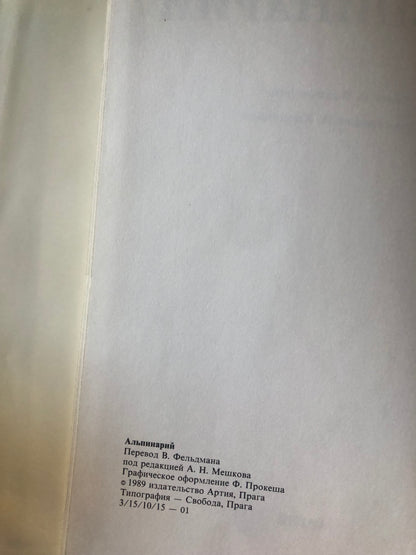 Альпинарий
Перевод В. Фельдмана
под редакцией А. Н. Мешкова
Графическое оформление Ф. Прокеша
© 1989 издательство Артия, Прага
Типография — Свобода, Прага
3/15/10/15 — 01